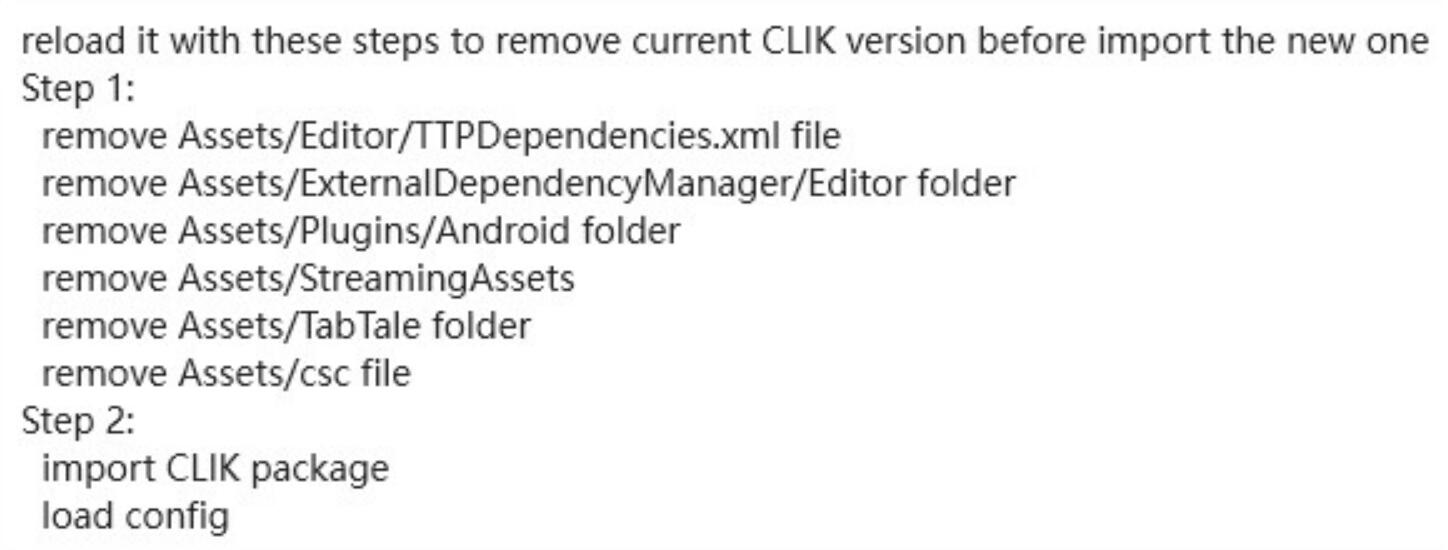 reload it with these steps to remove current CLIK version before import the new one
Step 1:
remove Assets/Editor/TTPDependencies.xml file
remove Assets/ExternalDependencyManager/Editor folder
remove Assets/Plugins/Android folder
remove Assets/StreamingAssets
remove Assets/TabTale folder
remove Assets/csc file
Step 2:
import CLIK package
load config